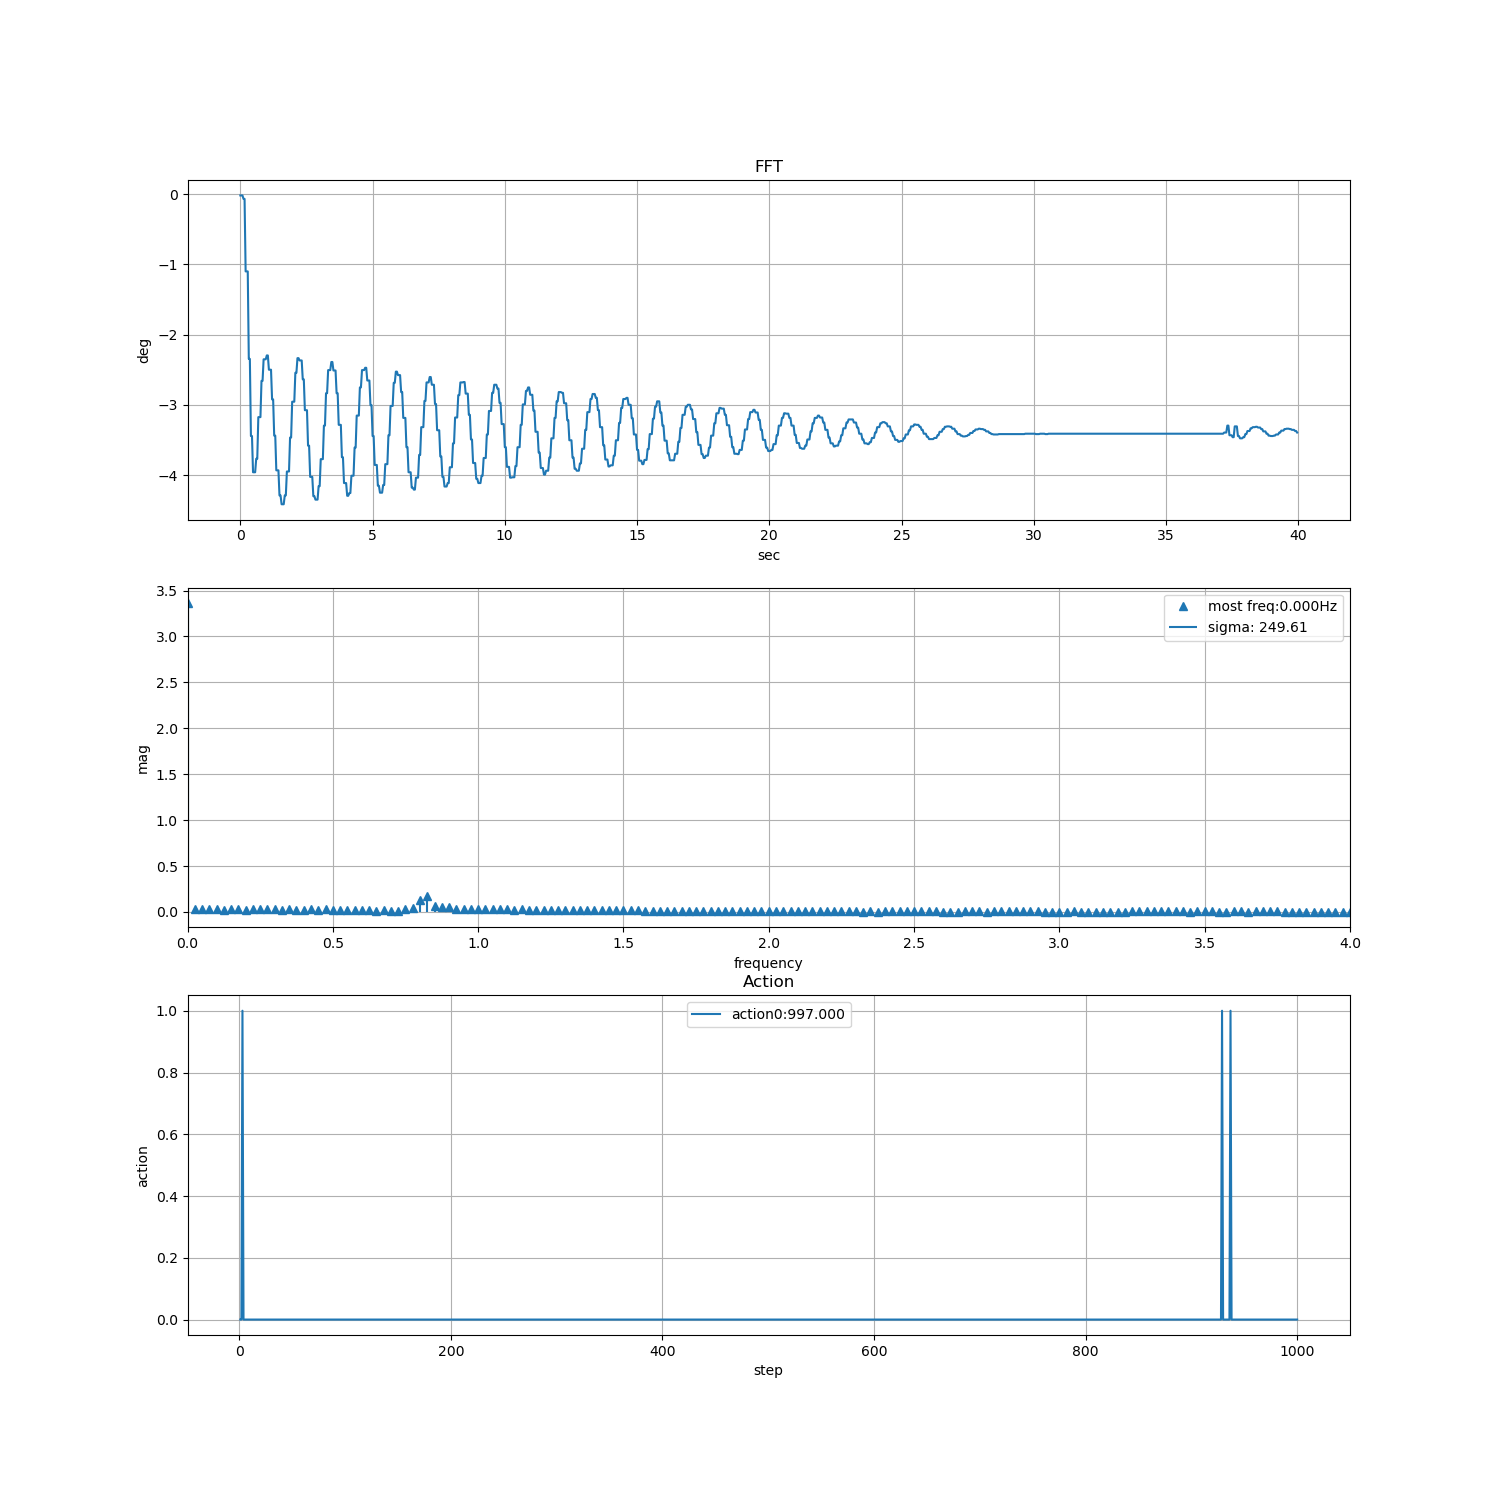 FFT
0
−1
−2
−3
−4
deg
0 5 10 15 20 25 30 35 40
sec
3.5
3.0
2.5
2.0
1.5
1.0
0.5
0.0
mag
most freq:0.000Hz
sigma: 249.61
0.0 0.5 1.0 1.5 2.0 2.5 3.0 3.5 4.0
frequency
Action
1.0
0.8
0.6
0.4
0.2
0.0
action
action0:997.000
0 200 400 600 800 1000
step